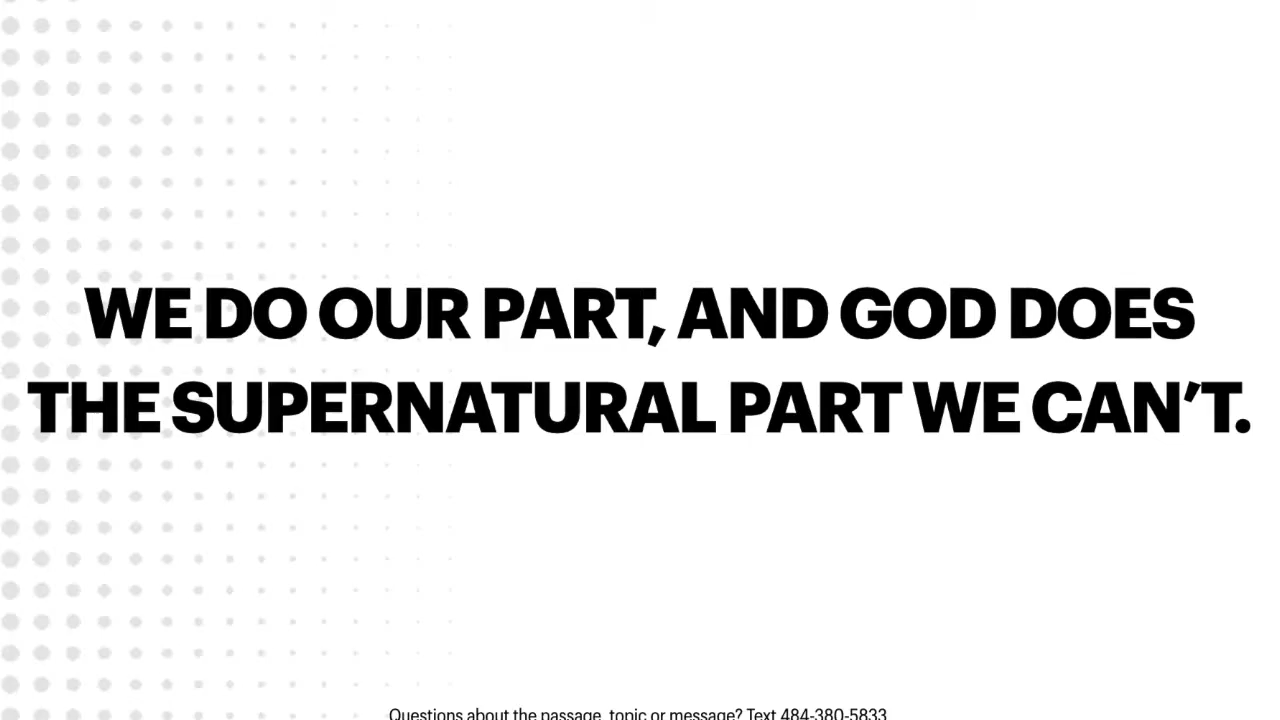 WE DO OUR PART, AND GOD DOES
THE SUPERNATURAL PART WE CAN’T.
Questions about the passage, topic or message? Text 484-380-5833